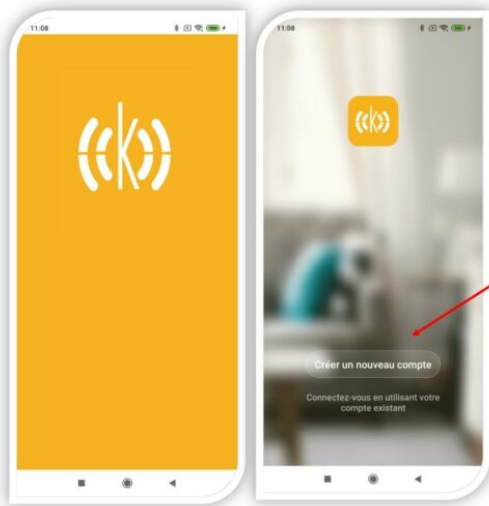 11:08
((k))
11:08
((k))
Créer un nouveau compte
Connectez-vous en utilisant votre
compte existant